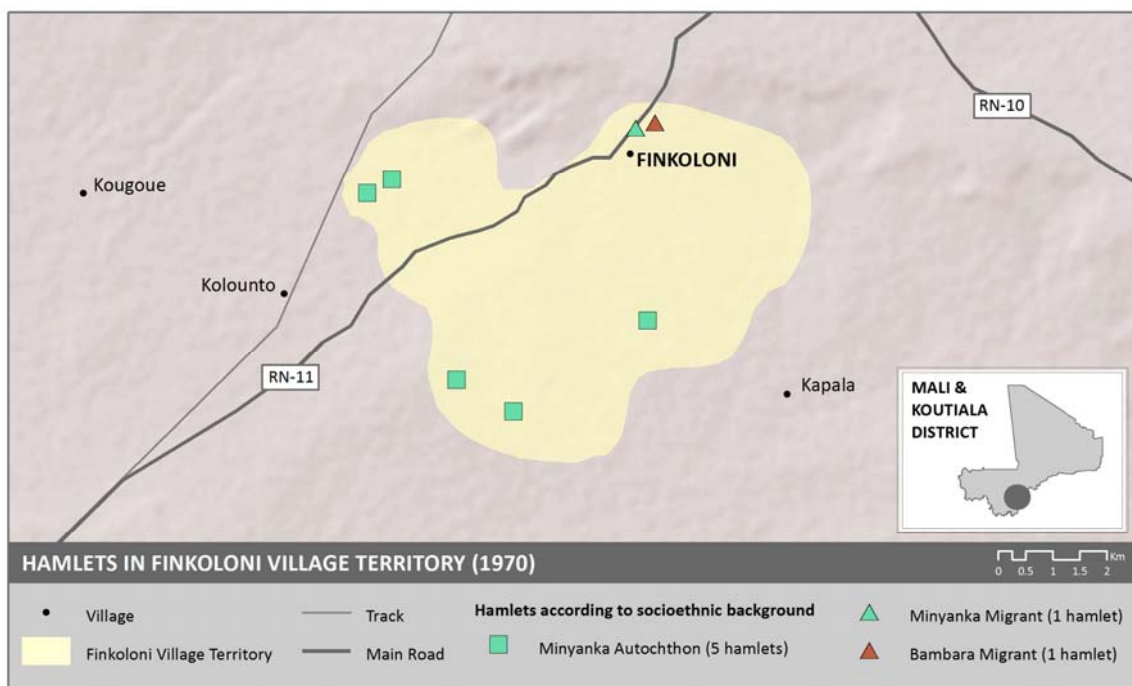 RN-10
FINKOLONI
Kougoue
Kolounto
RN-11
Kapala
MALI &
KOUTIALA
DISTRICT
HAMLETS IN FINKOLONI VILLAGE TERRITORY (1970)
Km
0 0.5 1 1.5 2
Village
Track
Hamlets according to socioethnic background
Minyanka Migrant (1 hamlet)
Finkoloni Village Territory
Main Road
Minyanka Autochthon (5 hamlets)
Bambara Migrant (1 hamlet)